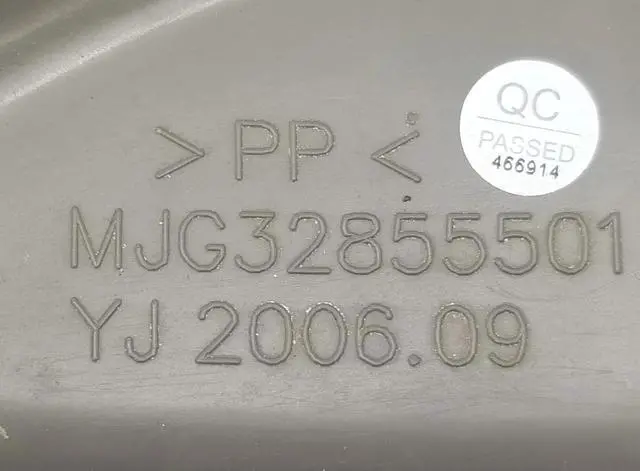 > PP <
MJG32855501
YJ 2006.09
QC
PASSED
466914